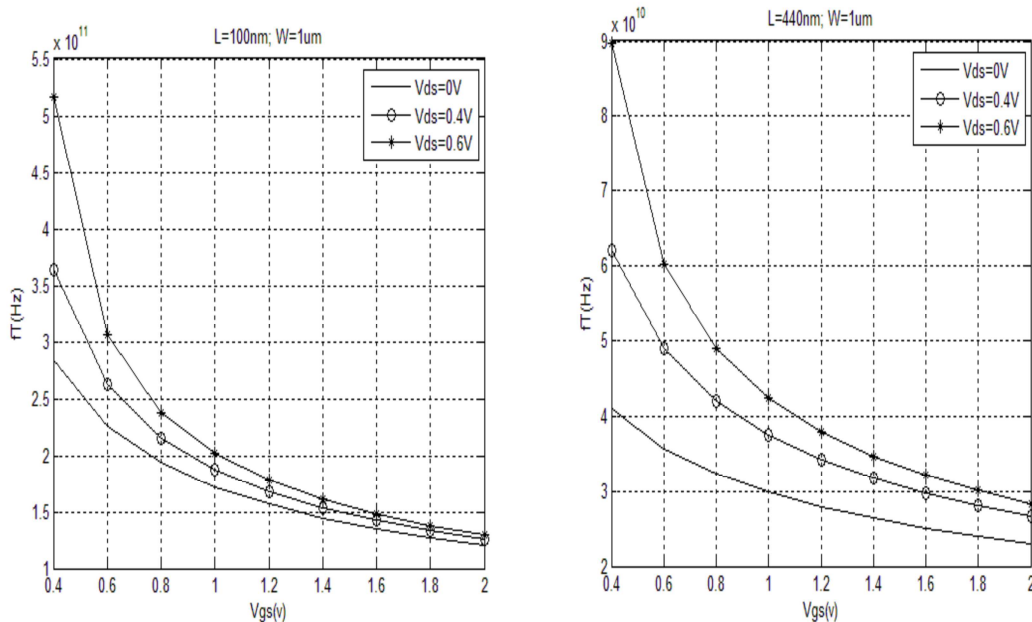 x 10^11
L=100nm; W=1um
5.5
5
4.5
4
3.5
3
2.5
2
1.5
1
fT(Hz)
0.4 0.6 0.8 1 1.2 1.4 1.6 1.8 2
Vgs(v)
Vds=0V
Vds=0.4V
Vds=0.6V
x 10^10
L=440nm; W=1um
9
8
7
6
5
4
3
2
fT(Hz)
0.4 0.6 0.8 1 1.2 1.4 1.6 1.8 2
Vgs(v)
Vds=0V
Vds=0.4V
Vds=0.6V